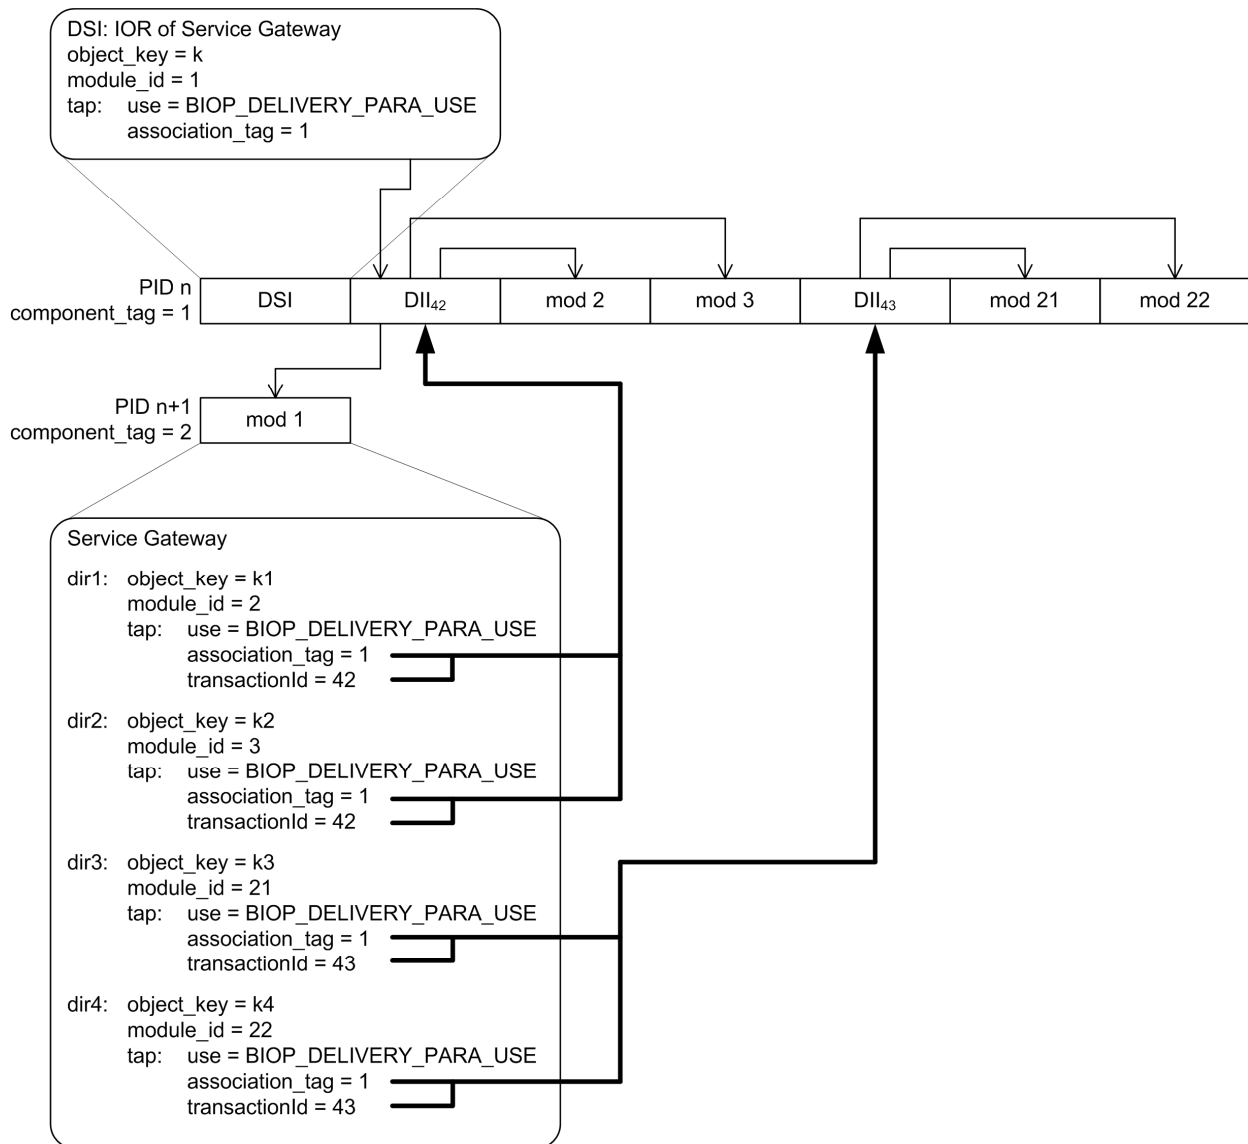 DSI: IOR of Service Gateway
object_key = k
module_id = 1
tap: use = BIOP_DELIVERY_PARA_USE
association_tag = 1
PID n
component_tag = 1
DSI
DII₄₂
mod 2
mod 3
DII₄₃
mod 21
mod 22
PID n+1
component_tag = 2
mod 1
Service Gateway
dir1: object_key = k1
module_id = 2
tap: use = BIOP_DELIVERY_PARA_USE
association_tag = 1
transactionId = 42
dir2: object_key = k2
module_id = 3
tap: use = BIOP_DELIVERY_PARA_USE
association_tag = 1
transactionId = 42
dir3: object_key = k3
module_id = 21
tap: use = BIOP_DELIVERY_PARA_USE
association_tag = 1
transactionId = 43
dir4: object_key = k4
module_id = 22
tap: use = BIOP_DELIVERY_PARA_USE
association_tag = 1
transactionId = 43